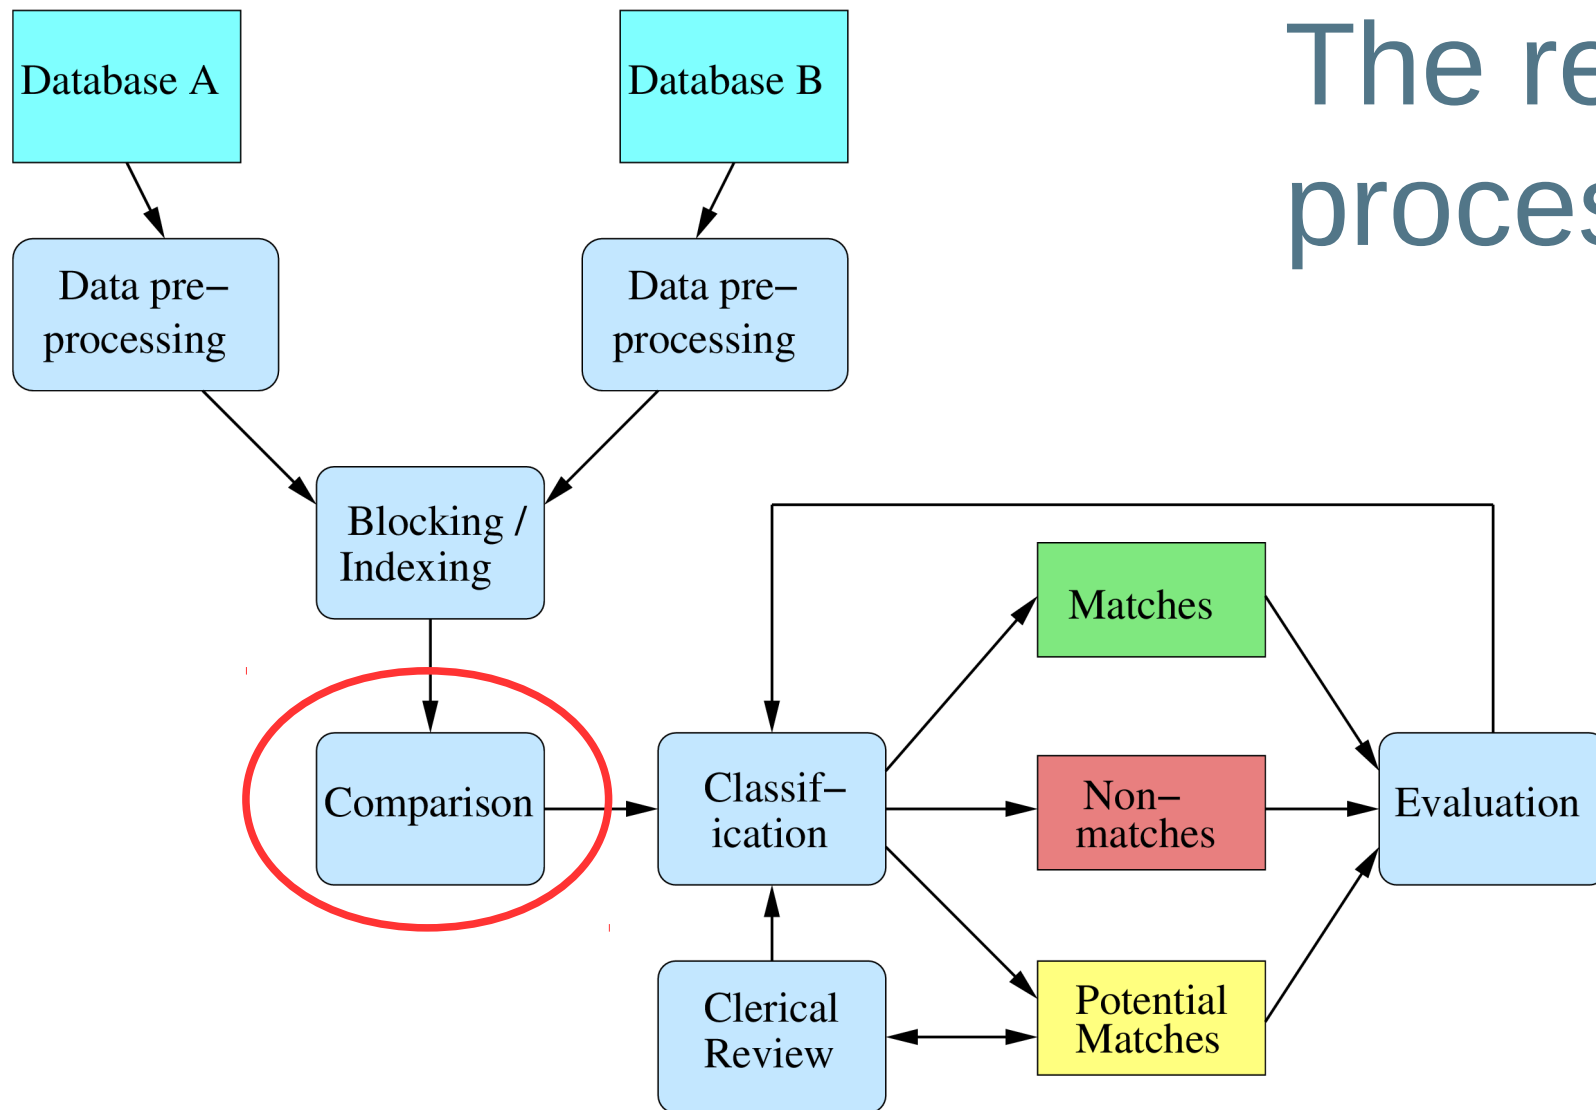 The re
proces
Database A
Database B
Data pre–
processing
Data pre–
processing
Blocking /
Indexing
Comparison
Classif–
ication
Matches
Non–
matches
Potential
Matches
Evaluation
Clerical
Review